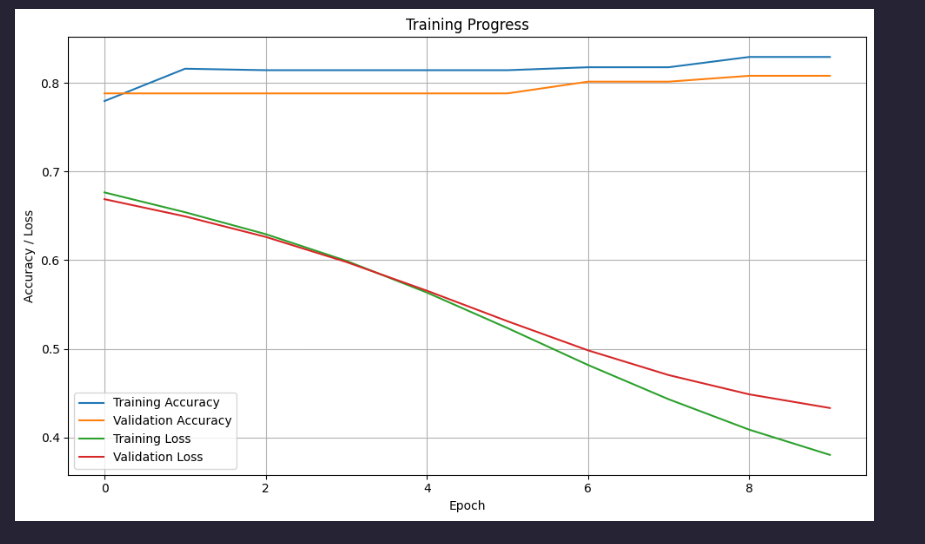 Training Progress
Accuracy / Loss
0.8
0.7
0.6
0.5
0.4
Training Accuracy
Validation Accuracy
Training Loss
Validation Loss
0 2 4 6 8
Epoch